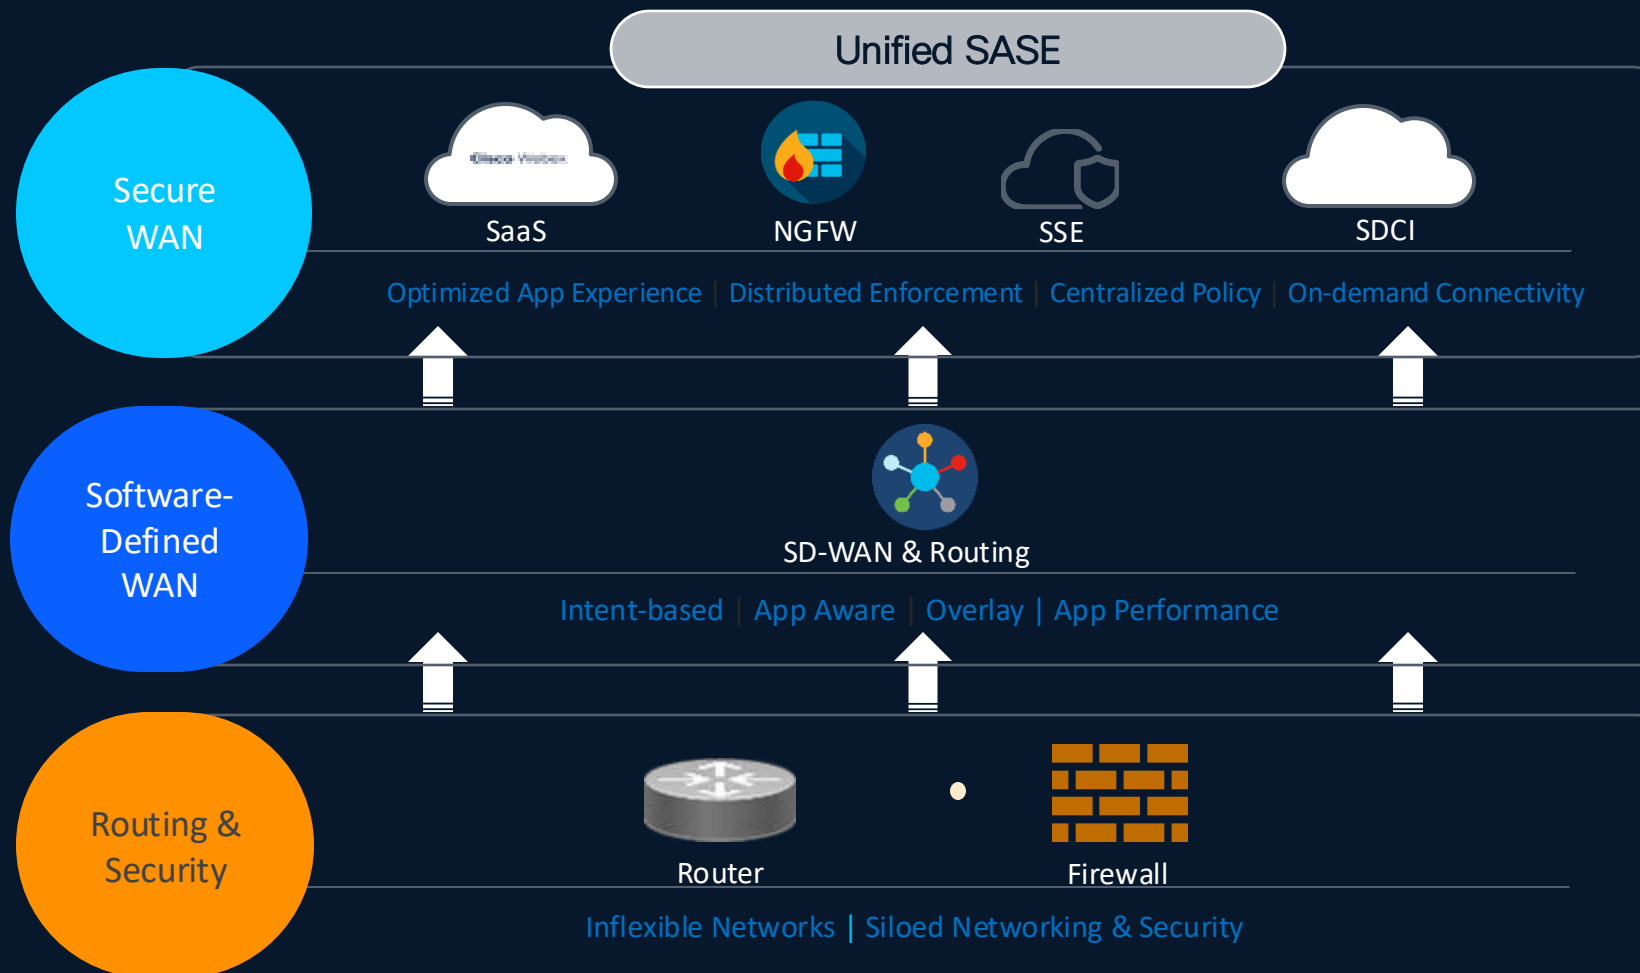 Unified SASE
Secure
WAN
Cisco Webex
SaaS
NGFW
SSE
SDCI
Optimized App Experience | Distributed Enforcement | Centralized Policy | On-demand Connectivity
Software-
Defined
WAN
SD-WAN & Routing
Intent-based | App Aware | Overlay | App Performance
Routing &
Security
Router
Firewall
Inflexible Networks | Siloed Networking & Security